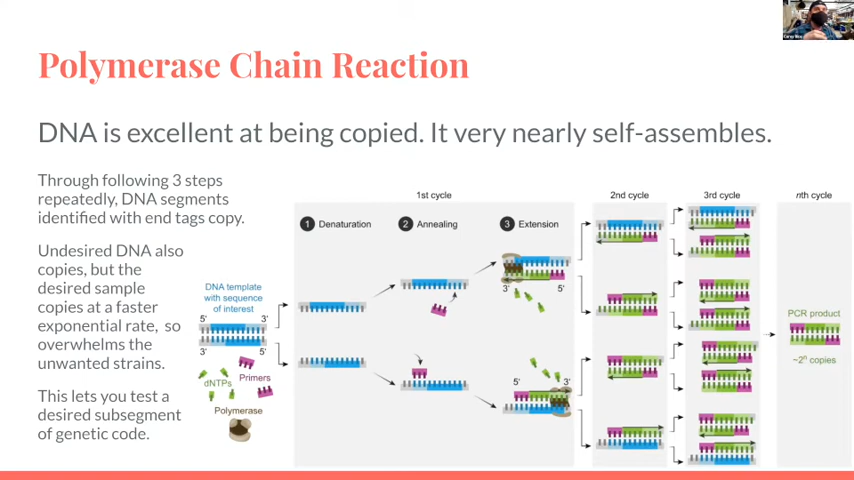 Polymerase Chain Reaction
DNA is excellent at being copied. It very nearly self-assembles.
Through following 3 steps
repeatedly, DNA segments
identified with end tags copy.
Undesired DNA also
copies, but the
desired sample
copies at a faster
exponential rate, so
overwhelms the
unwanted strains.
This lets you test a
desired subsegment
of genetic code.
DNA template
with sequence
of interest
5' 3'
3' 5'
dNTPs
Primers
Polymerase
1st cycle
1 Denaturation
2 Annealing
3 Extension
3' 5'
5' 3'
2nd cycle
3rd cycle
nth cycle
PCR product
~2ⁿ copies